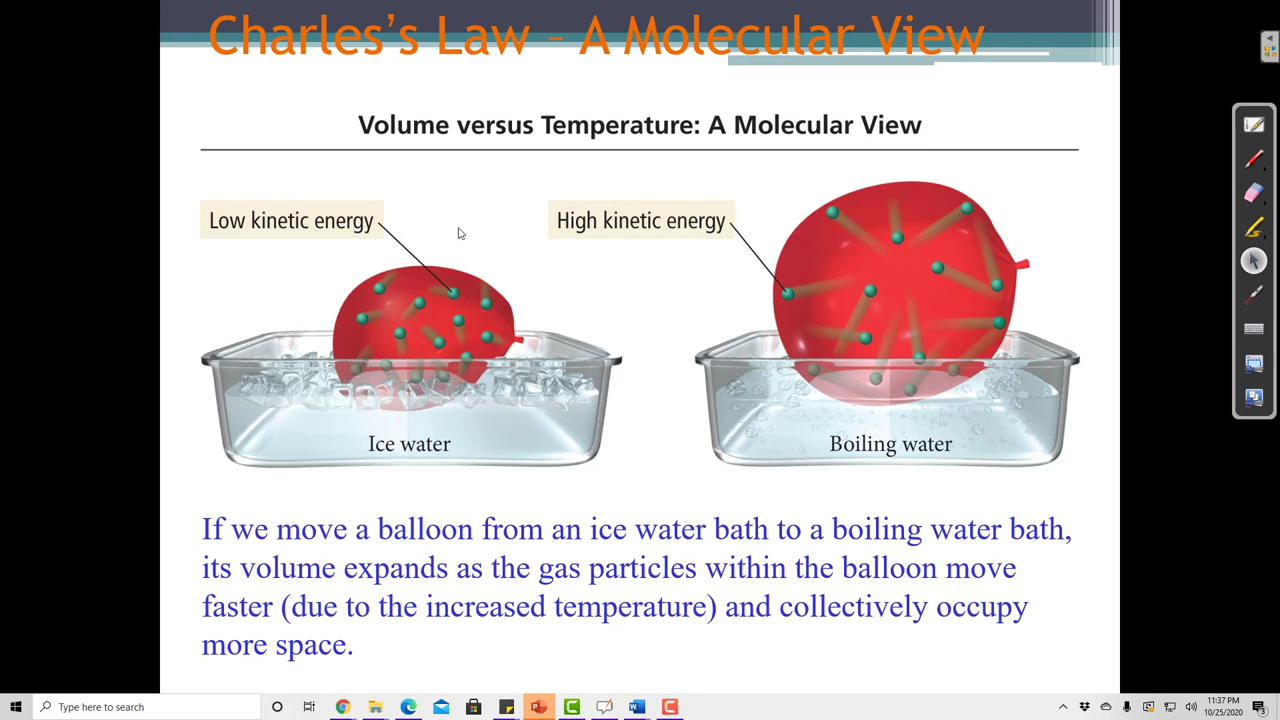 Charles's Law – A Molecular View
Volume versus Temperature: A Molecular View
Low kinetic energy
High kinetic energy
Ice water
Boiling water
If we move a balloon from an ice water bath to a boiling water bath,
its volume expands as the gas particles within the balloon move
faster (due to the increased temperature) and collectively occupy
more space.
Type here to search
11:37 PM
10/25/2020